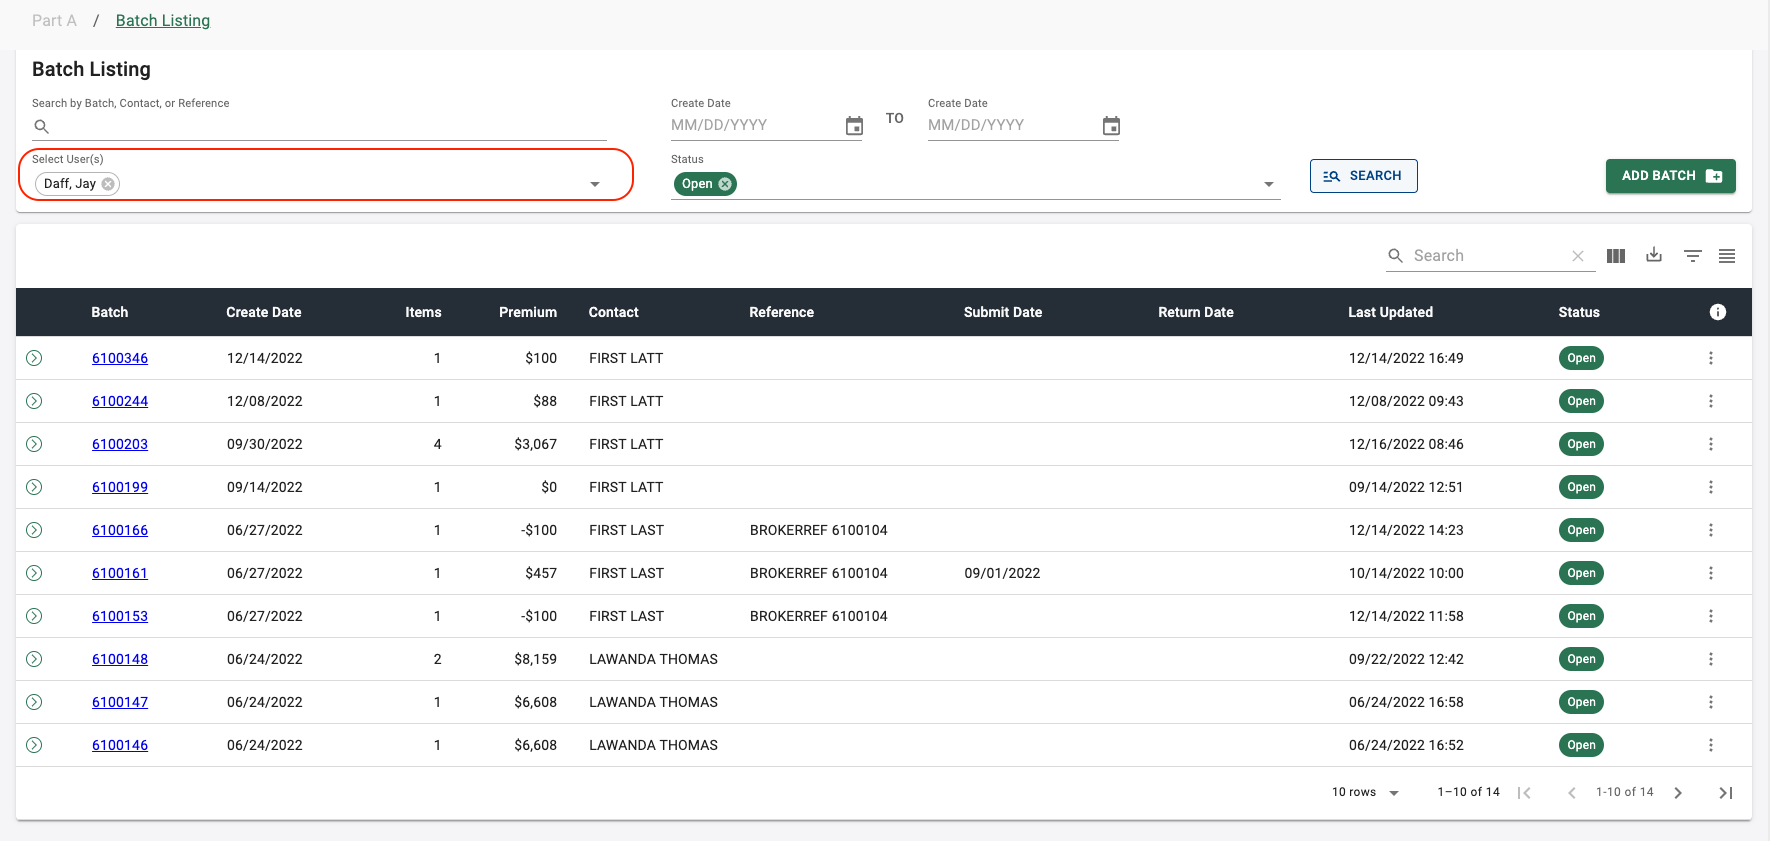 Part A / Batch Listing
Batch Listing
Search by Batch, Contact, or Reference
Create Date
MM/DD/YYYY
TO
Create Date
MM/DD/YYYY
Select User(s)
Daff, Jay
Status
Open
SEARCH
ADD BATCH
Search
Batch Create Date Items Premium Contact Reference Submit Date Return Date Last Updated Status
6100346 12/14/2022 1 $100 FIRST LATT 12/14/2022 16:49 Open
6100244 12/08/2022 1 $88 FIRST LATT 12/08/2022 09:43 Open
6100203 09/30/2022 4 $3,067 FIRST LATT 12/16/2022 08:46 Open
6100199 09/14/2022 1 $0 FIRST LATT 09/14/2022 12:51 Open
6100166 06/27/2022 1 -$100 FIRST LAST BROKERREF 6100104 12/14/2022 14:23 Open
6100161 06/27/2022 1 $457 FIRST LAST BROKERREF 6100104 09/01/2022 10/14/2022 10:00 Open
6100153 06/27/2022 1 -$100 FIRST LAST BROKERREF 6100104 12/14/2022 11:58 Open
6100148 06/24/2022 2 $8,159 LAWANDA THOMAS 09/22/2022 12:42 Open
6100147 06/24/2022 1 $6,608 LAWANDA THOMAS 06/24/2022 16:58 Open
6100146 06/24/2022 1 $6,608 LAWANDA THOMAS 06/24/2022 16:52 Open
10 rows 1–10 of 14 1-10 of 14